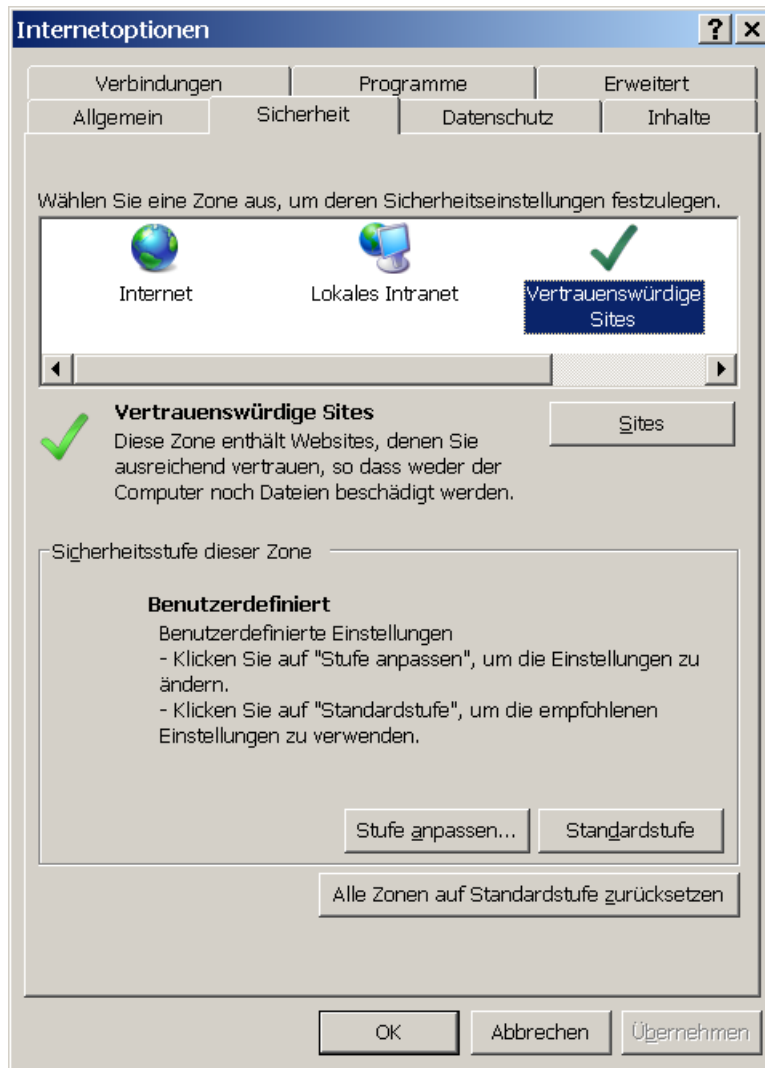 Internetoptionen
Verbindungen Programme Erweitert
Allgemein Sicherheit Datenschutz Inhalte
Wählen Sie eine Zone aus, um deren Sicherheitseinstellungen festzulegen.
Internet Lokales Intranet Vertrauenswürdige
Sites
Vertrauenswürdige Sites
Sites
Diese Zone enthält Websites, denen Sie
ausreichend vertrauen, so dass weder der
Computer noch Dateien beschädigt werden.
Sicherheitsstufe dieser Zone
Benutzerdefiniert
Benutzerdefinierte Einstellungen
- Klicken Sie auf "Stufe anpassen", um die Einstellungen zu
ändern.
- Klicken Sie auf "Standardstufe", um die empfohlenen
Einstellungen zu verwenden.
Stufe anpassen... Standardstufe
Alle Zonen auf Standardstufe zurücksetzen
OK Abbrechen Übernehmen